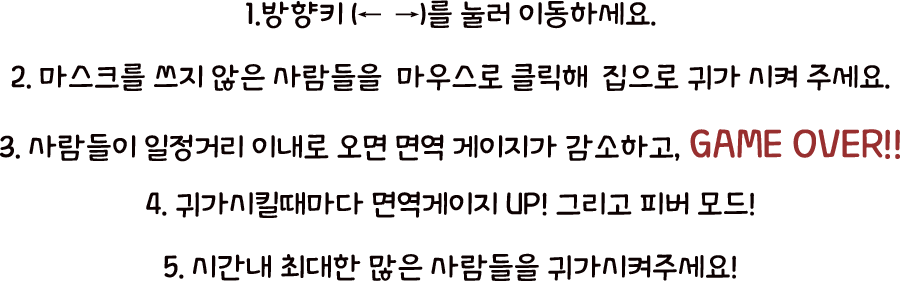 1.방향키 (← →)를 눌러 이동하세요.
2. 마스크를 쓰지 않은 사람들을 마우스로 클릭해 집으로 귀가 시켜 주세요.
3. 사람들이 일정거리 이내로 오면 면역 게이지가 감소하고, GAME OVER!!
4. 귀가시킬때마다 면역게이지 UP! 그리고 피버 모드!
5. 시간내 최대한 많은 사람들을 귀가시켜주세요!